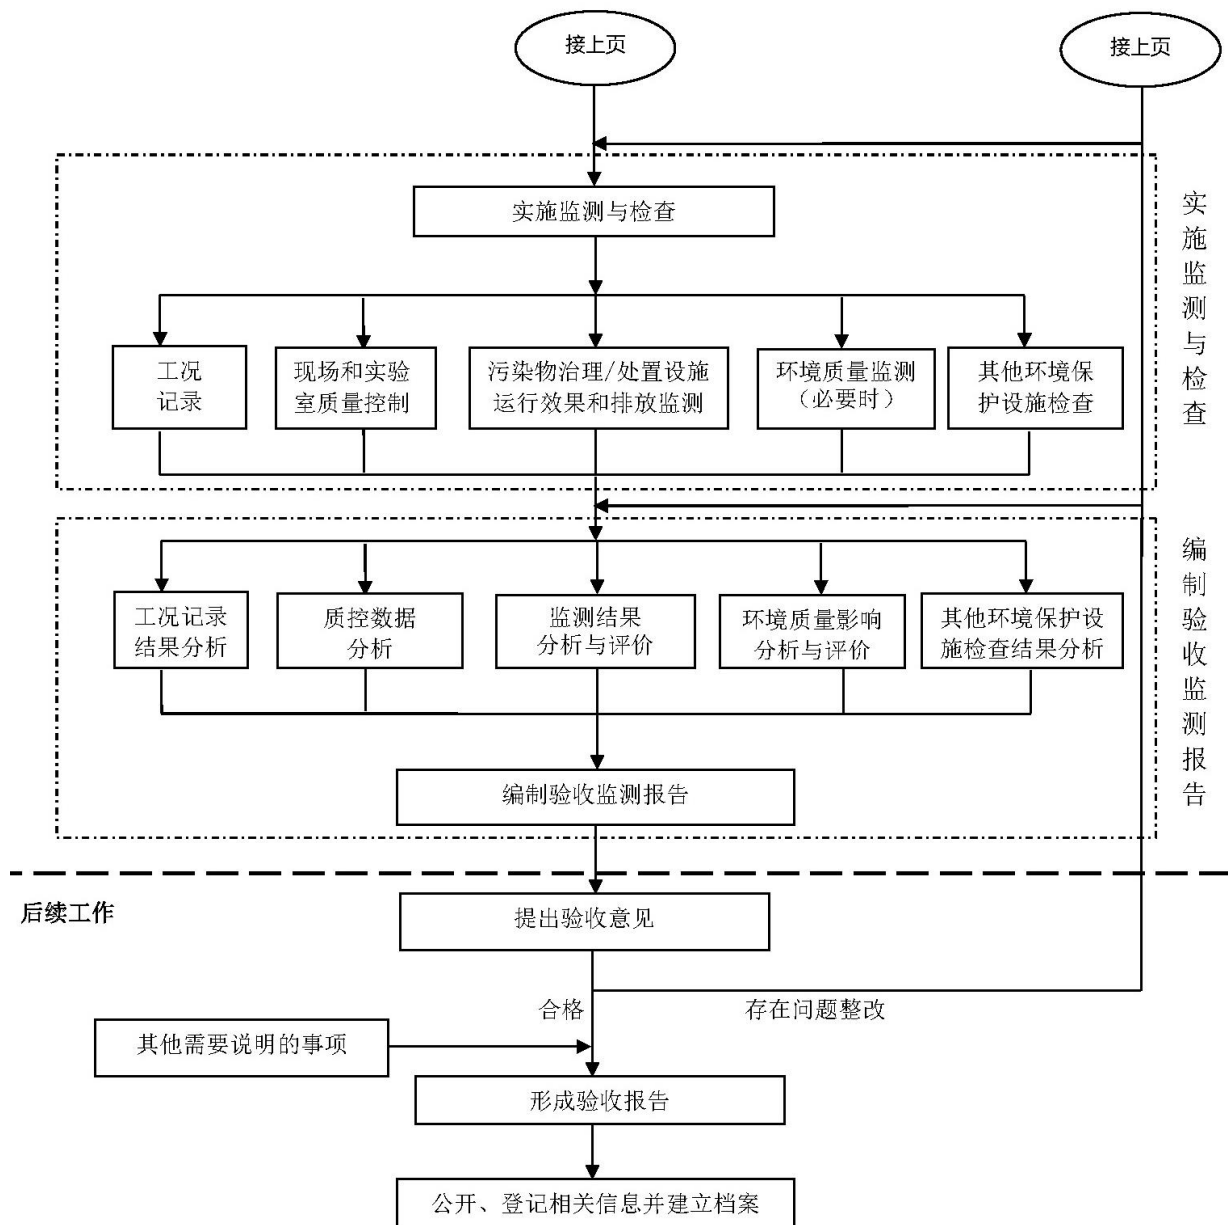 接上页
接上页
实施监测与检查
实施监测与检查
工况
记录
现场和实验
室质量控制
污染物治理/处置设施
运行效果和排放监测
环境质量监测
（必要时）
其他环境保
护设施检查
编制验收监测报告
工况记录
结果分析
质控数据
分析
监测结果
分析与评价
环境质量影响
分析与评价
其他环境保护设
施检查结果分析
编制验收监测报告
后续工作
提出验收意见
合格
存在问题整改
其他需要说明的事项
形成验收报告
公开、登记相关信息并建立档案